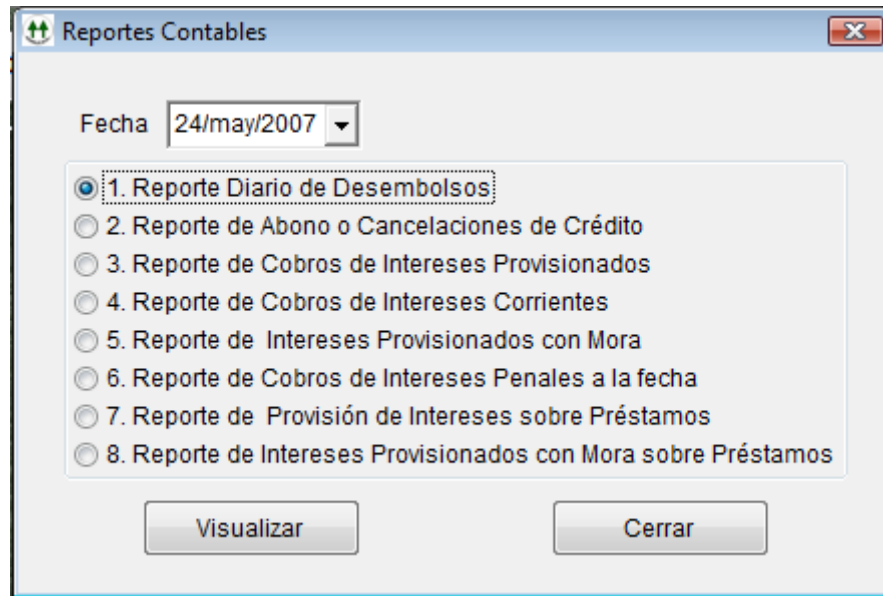 Reportes Contables
Fecha 24/may/2007
1. Reporte Diario de Desembolsos
2. Reporte de Abono o Cancelaciones de Crédito
3. Reporte de Cobros de Intereses Provisionados
4. Reporte de Cobros de Intereses Corrientes
5. Reporte de  Intereses Provisionados con Mora
6. Reporte de Cobros de Intereses Penales a la fecha
7. Reporte de  Provisión de Intereses sobre Préstamos
8. Reporte de Intereses Provisionados con Mora sobre Préstamos
Visualizar Cerrar